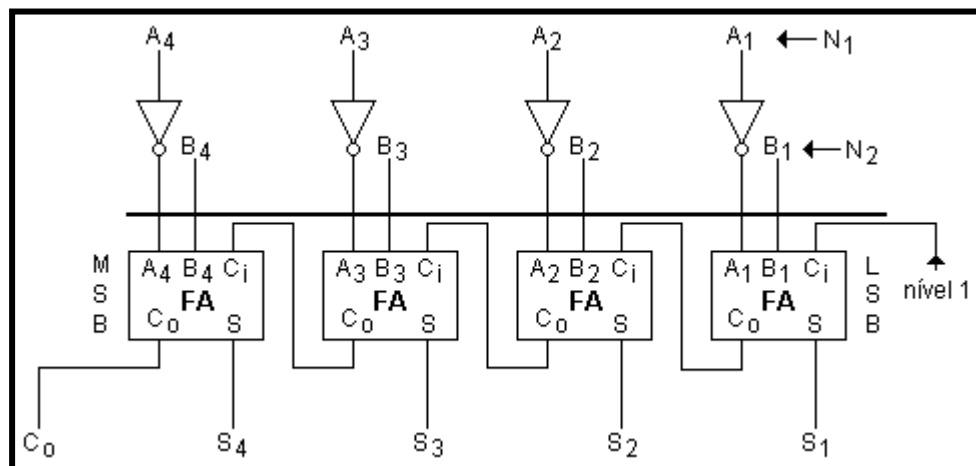 A4 A3 A2 A1 N1
B4 B3 B2 B1 N2
M S B
A4 B4 Ci A3 B3 Ci A2 B2 Ci A1 B1 Ci
L S B
FA FA FA FA
nível 1
Co S Co S Co S Co S
Co S4 S3 S2 S1